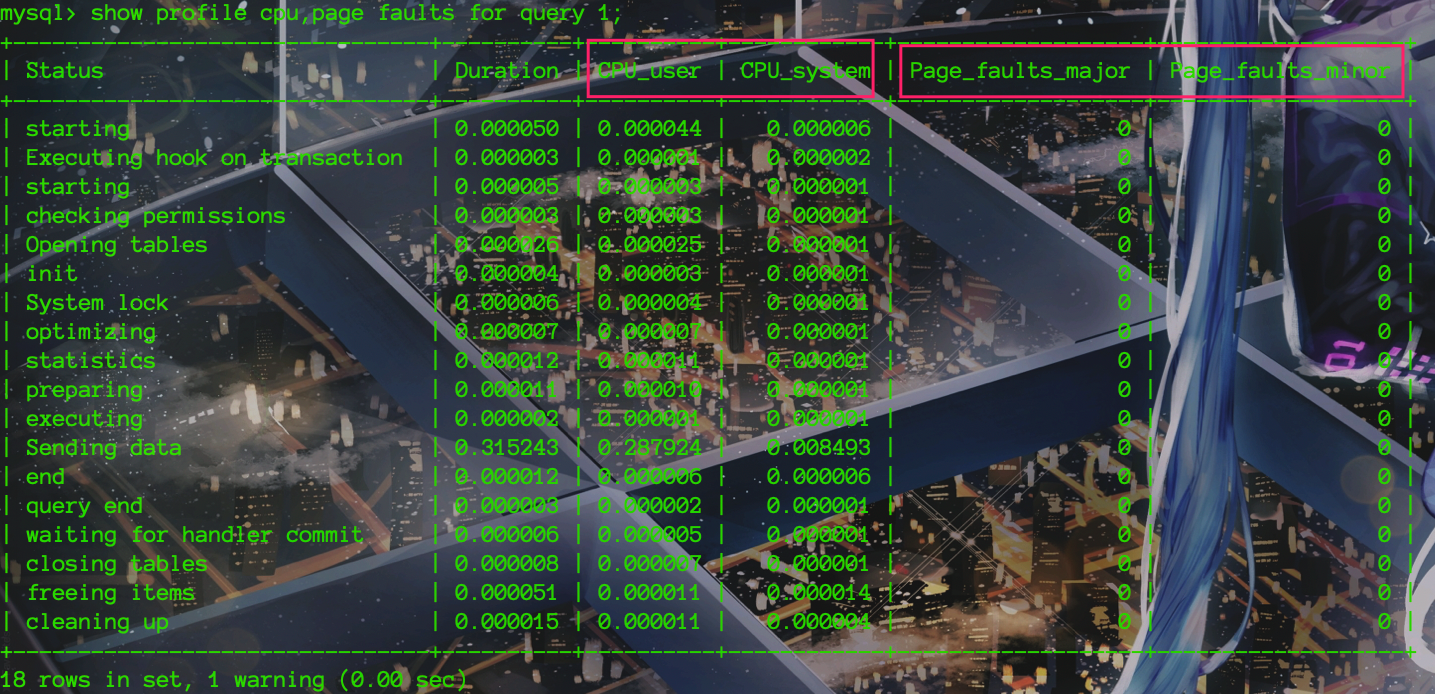 mysql> show profile cpu,page faults for query 1;
+--------------------------------+----------+----------+------------+-------------------+-------------------+
| Status                         | Duration | CPU_user | CPU_system | Page_faults_major | Page_faults_minor |
+--------------------------------+----------+----------+------------+-------------------+-------------------+
| starting                       | 0.000050 | 0.000044 |   0.000006 |                 0 |                 0 |
| Executing hook on transaction  | 0.000003 | 0.000001 |   0.000002 |                 0 |                 0 |
| starting                       | 0.000005 | 0.000003 |   0.000001 |                 0 |                 0 |
| checking permissions           | 0.000003 | 0.000003 |   0.000001 |                 0 |                 0 |
| Opening tables                 | 0.000026 | 0.000025 |   0.000001 |                 0 |                 0 |
| init                           | 0.000004 | 0.000003 |   0.000001 |                 0 |                 0 |
| System lock                    | 0.000006 | 0.000004 |   0.000001 |                 0 |                 0 |
| optimizing                     | 0.000007 | 0.000007 |   0.000001 |                 0 |                 0 |
| statistics                     | 0.000012 | 0.000011 |   0.000001 |                 0 |                 0 |
| preparing                      | 0.000011 | 0.000010 |   0.000001 |                 0 |                 0 |
| executing                      | 0.000002 | 0.000001 |   0.000001 |                 0 |                 0 |
| Sending data                   | 0.315243 | 0.287924 |   0.008493 |                 0 |                 0 |
| end                            | 0.000012 | 0.000006 |   0.000006 |                 0 |                 0 |
| query end                      | 0.000003 | 0.000002 |   0.000001 |                 0 |                 0 |
| waiting for handler commit     | 0.000006 | 0.000005 |   0.000001 |                 0 |                 0 |
| closing tables                 | 0.000008 | 0.000007 |   0.000001 |                 0 |                 0 |
| freeing items                  | 0.000051 | 0.000011 |   0.000014 |                 0 |                 0 |
| cleaning up                    | 0.000015 | 0.000011 |   0.000004 |                 0 |                 0 |
+--------------------------------+----------+----------+------------+-------------------+-------------------+
18 rows in set, 1 warning (0.00 sec)